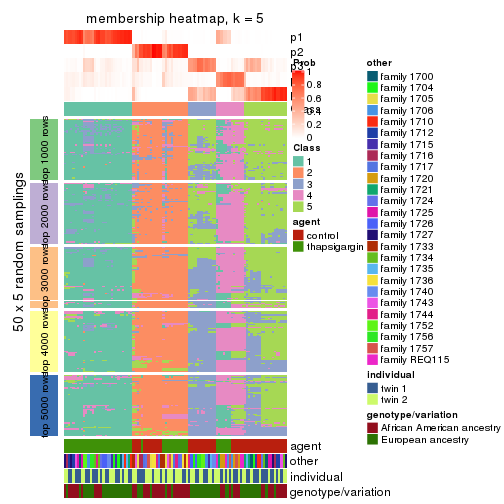 membership heatmap, k = 5
p1
p2
p3
Prob
1
0.8
0.6
0.4
0.2
0
Class
1
2
3
4
5
agent
control
thapsigargin
other
family 1700
family 1704
family 1705
family 1706
family 1710
family 1712
family 1715
family 1716
family 1717
family 1720
family 1721
family 1724
family 1725
family 1726
family 1727
family 1733
family 1734
family 1735
family 1736
family 1740
family 1743
family 1744
family 1752
family 1756
family 1757
family REQ115
individual
twin 1
twin 2
genotype/variation
African American ancestry
European ancestry
50 x 5 random samplings
top 1000 rows
top 2000 rows
top 3000 rows
top 4000 rows
top 5000 rows
agent
other
individual
genotype/variation